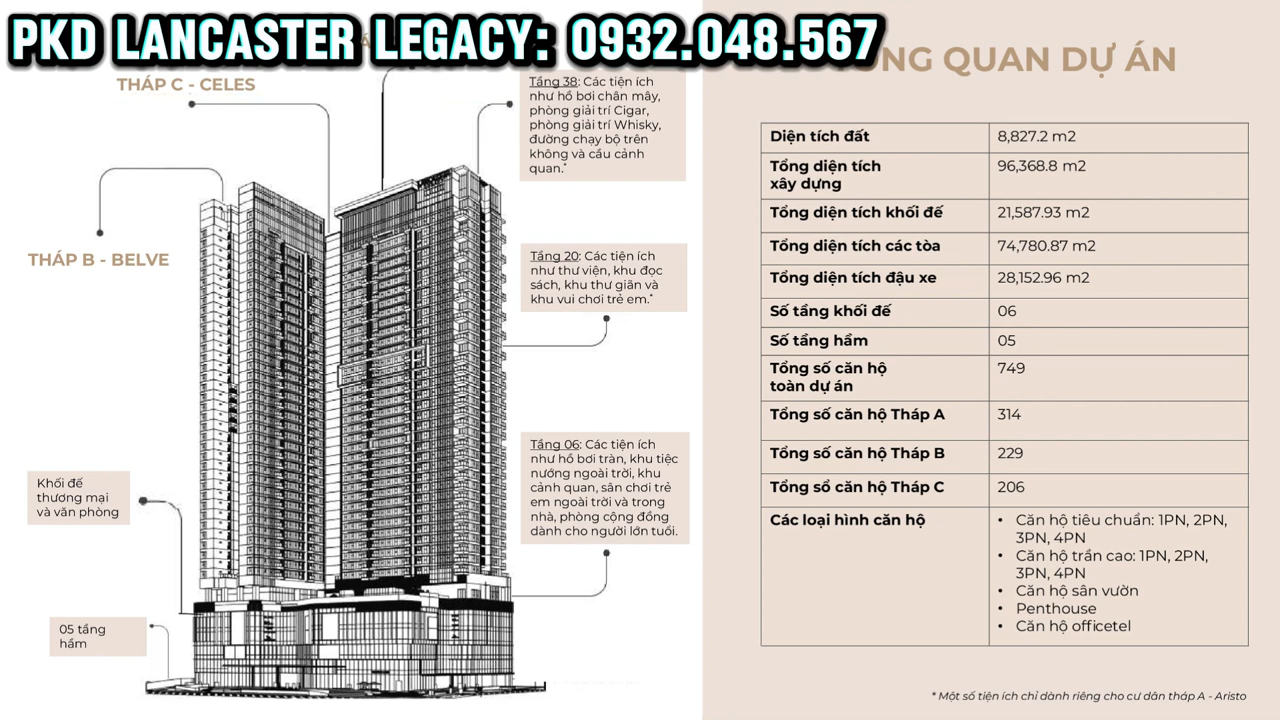 PKD LANCASTER LEGACY: 0932.048.567
THÁP C - CELES
THÁP B - BELVE
Tầng 38: Các tiện ích
như hồ bơi chân mây,
phòng giải trí Cigar,
phòng giải trí Whisky,
đường chạy bộ trên
không và cầu cảnh
quan.*
Tầng 20: Các tiện ích
như thư viện, khu đọc
sách, khu thư giãn và
khu vui chơi trẻ em.*
Tầng 06: Các tiện ích
như hồ bơi tràn, khu tiệc
nướng ngoài trời, khu
cảnh quan, sân chơi trẻ
em ngoài trời và trong
nhà, phòng cộng đồng
dành cho người lớn tuổi.
Khối đế
thương mại
và văn phòng
05 tầng
hầm
QUAN DỰ ÁN
Diện tích đất 8,827.2 m2
Tổng diện tích 96,368.8 m2
xây dựng
Tổng diện tích khối đế 21,587.93 m2
Tổng diện tích các tòa 74,780.87 m2
Tổng diện tích đậu xe 28,152.96 m2
Số tầng khối đế 06
Số tầng hầm 05
Tổng số căn hộ 749
toàn dự án
Tổng số căn hộ Tháp A 314
Tổng số căn hộ Tháp B 229
Tổng số căn hộ Tháp C 206
Các loại hình căn hộ • Căn hộ tiêu chuẩn: 1PN, 2PN,
3PN, 4PN
• Căn hộ trần cao: 1PN, 2PN,
3PN, 4PN
• Căn hộ sân vườn
• Penthouse
• Căn hộ officetel
* Một số tiện ích chỉ dành riêng cho cư dân tháp A - Aristo